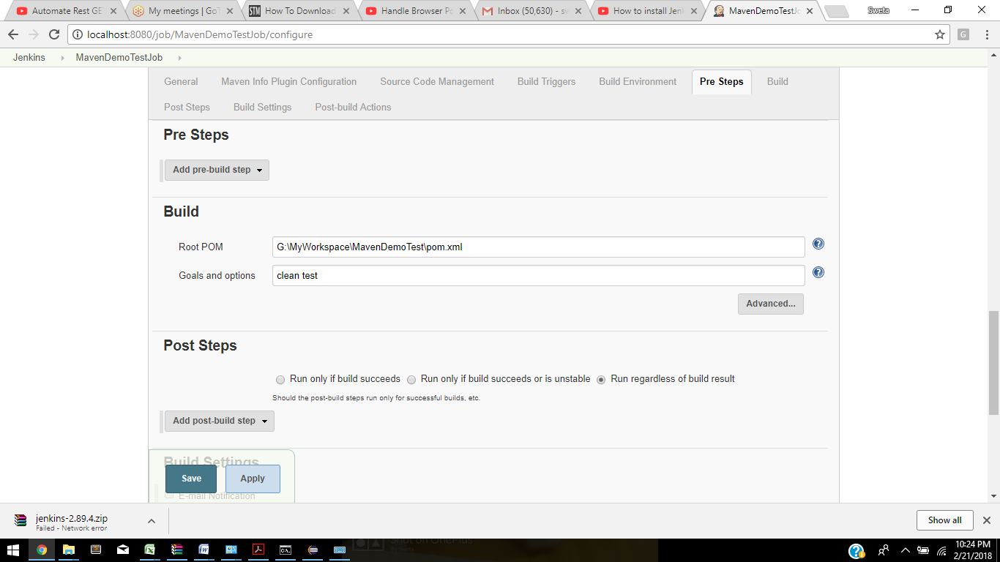 Automate Rest GE
My meetings | GoT
STM How To Download
Handle Browser Po
Inbox (50,630) - sw
How to install Jen
MavenDemoTestJo
Sweta
localhost:8080/job/MavenDemoTestJob/configure
G
Jenkins MavenDemoTestJob
General Maven Info Plugin Configuration Source Code Management Build Triggers Build Environment Pre Steps Build
Post Steps Build Settings Post-build Actions
Pre Steps
Add pre-build step
Build
Root POM G:\MyWorkspace\MavenDemoTest\pom.xml
Goals and options clean test
Advanced...
Post Steps
Run only if build succeeds Run only if build succeeds or is unstable Run regardless of build result
Should the post-build steps run only for successful builds, etc.
Add post-build step
Build Settings
Save Apply
E-mail Notification
jenkins-2.89.4.zip
Failed - Network error
Show all
Shot on OnePlus
10:24 PM
2/21/2018